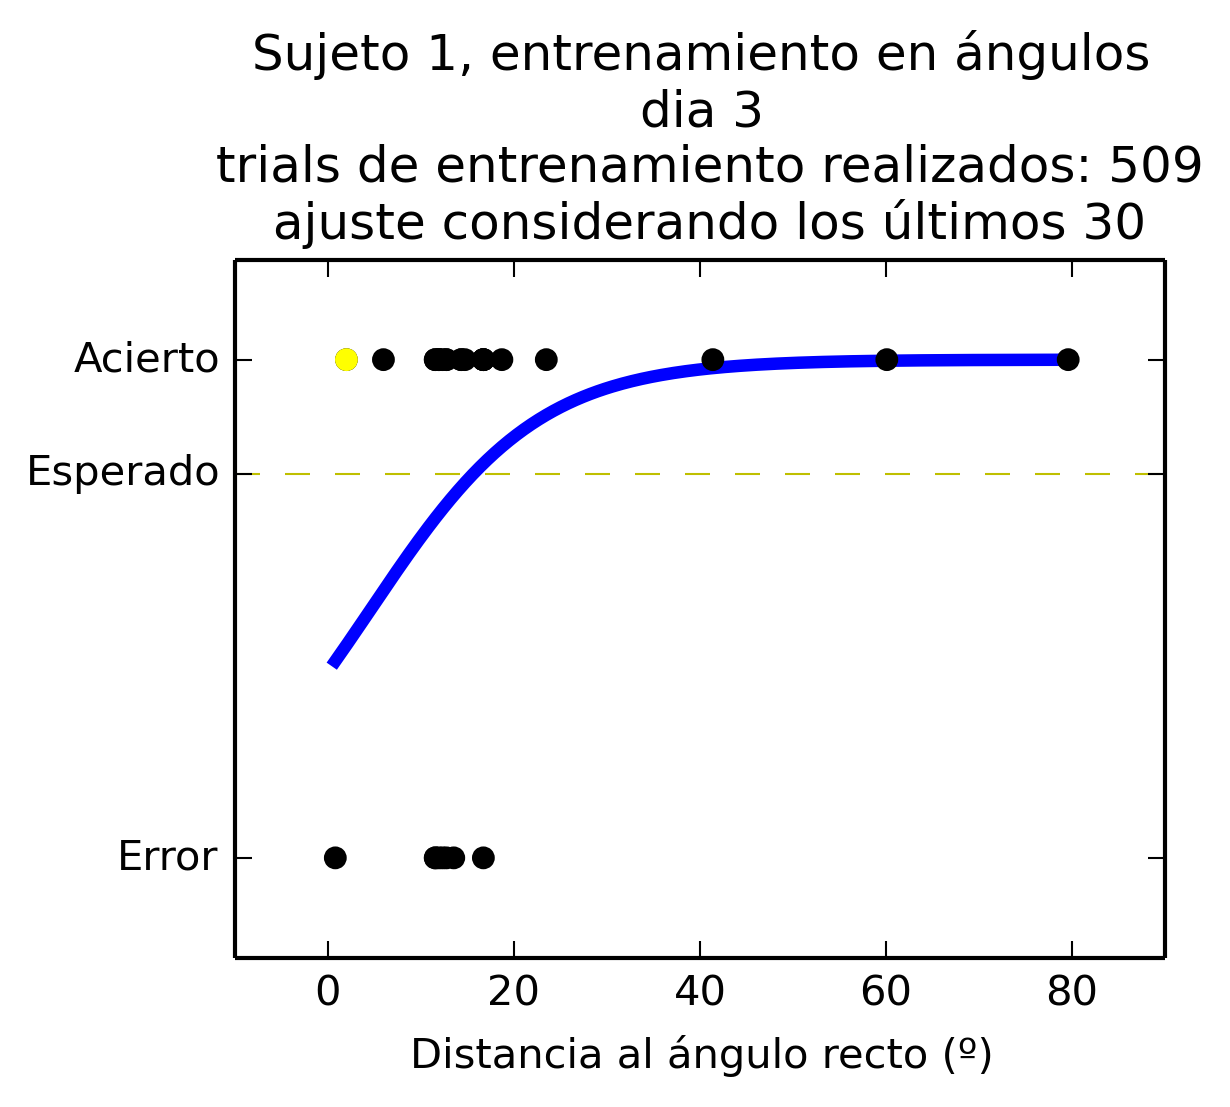 Sujeto 1, entrenamiento en ángulos
dia 3
trials de entrenamiento realizados: 509
ajuste considerando los últimos 30
Acierto
Esperado
Error
0 20 40 60 80
Distancia al ángulo recto (º)